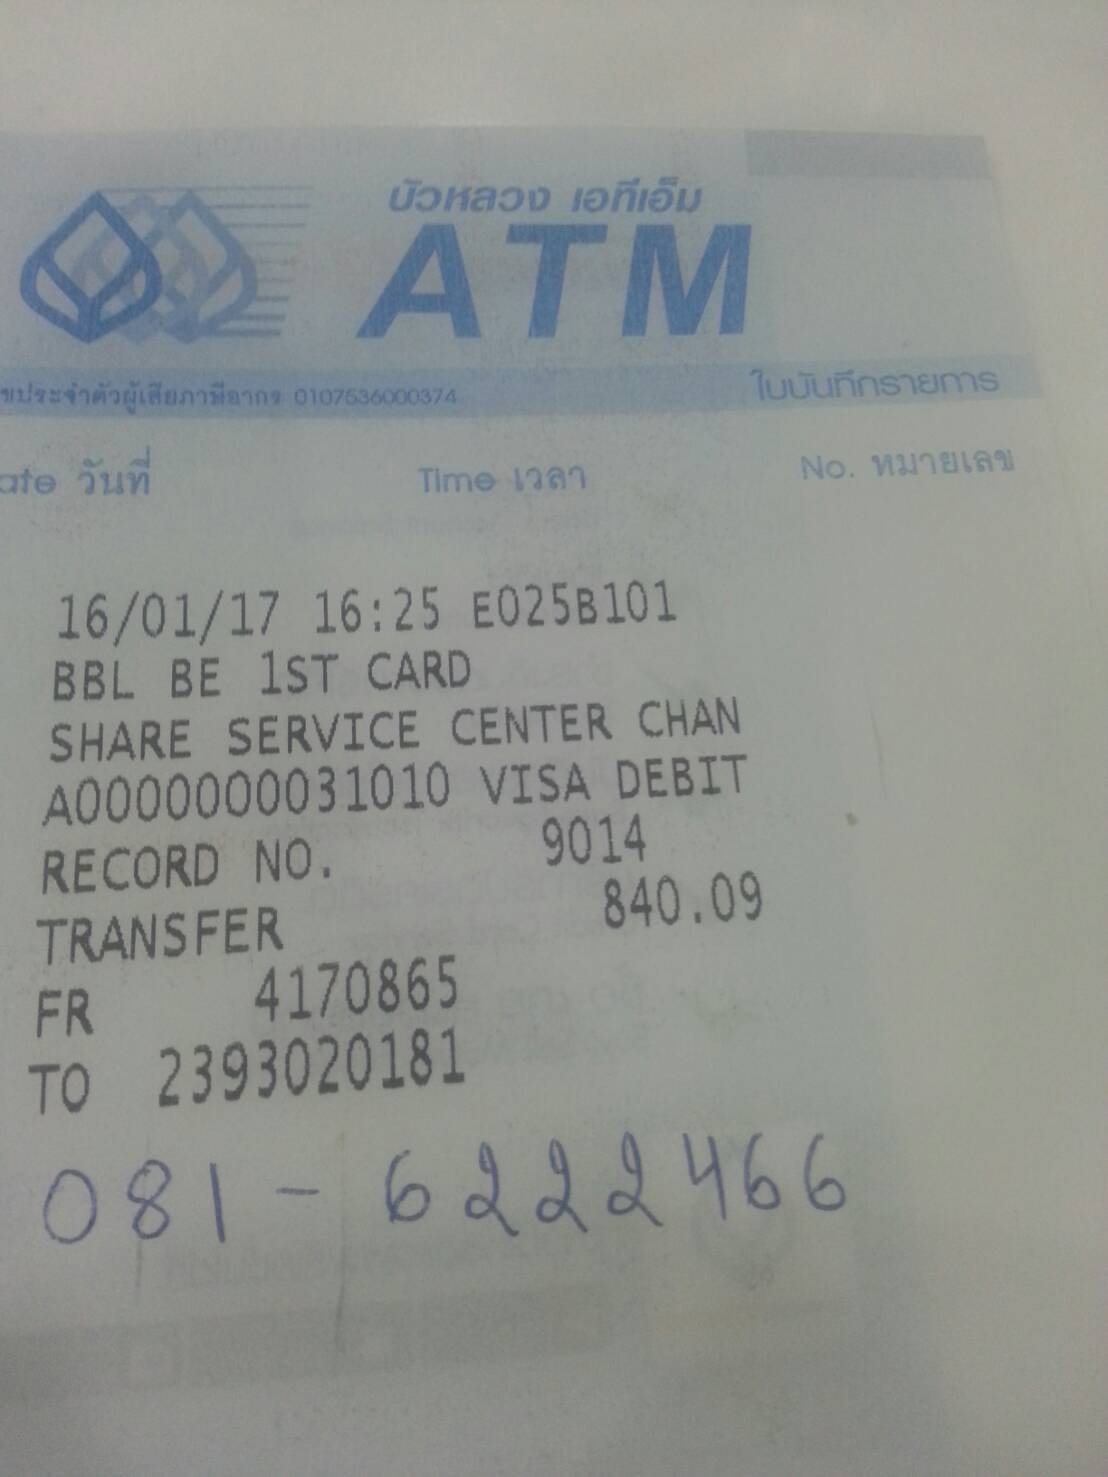 บัวหลวง เอทีเอ็ม
ATM
ขประจำตัวผู้เสียภาษีอากร 0107536000374
ใบบันทึกรายการ
ate วันที่ Time เวลา No. หมายเลข
16/01/17 16:25 E025B101
BBL BE 1ST CARD
SHARE SERVICE CENTER CHAN
A0000000031010 VISA DEBIT
RECORD NO. 9014
TRANSFER 840.09
FR 4170865
TO 2393020181
081-6222466